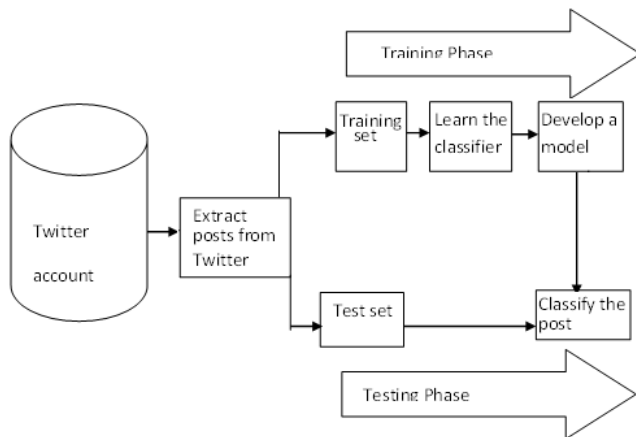 Training Phase
Training
set
Learn the
classifier
Develop a
model
Twitter
account
Extract
posts from
Twitter
Test set
Classify the
post
Testing Phase